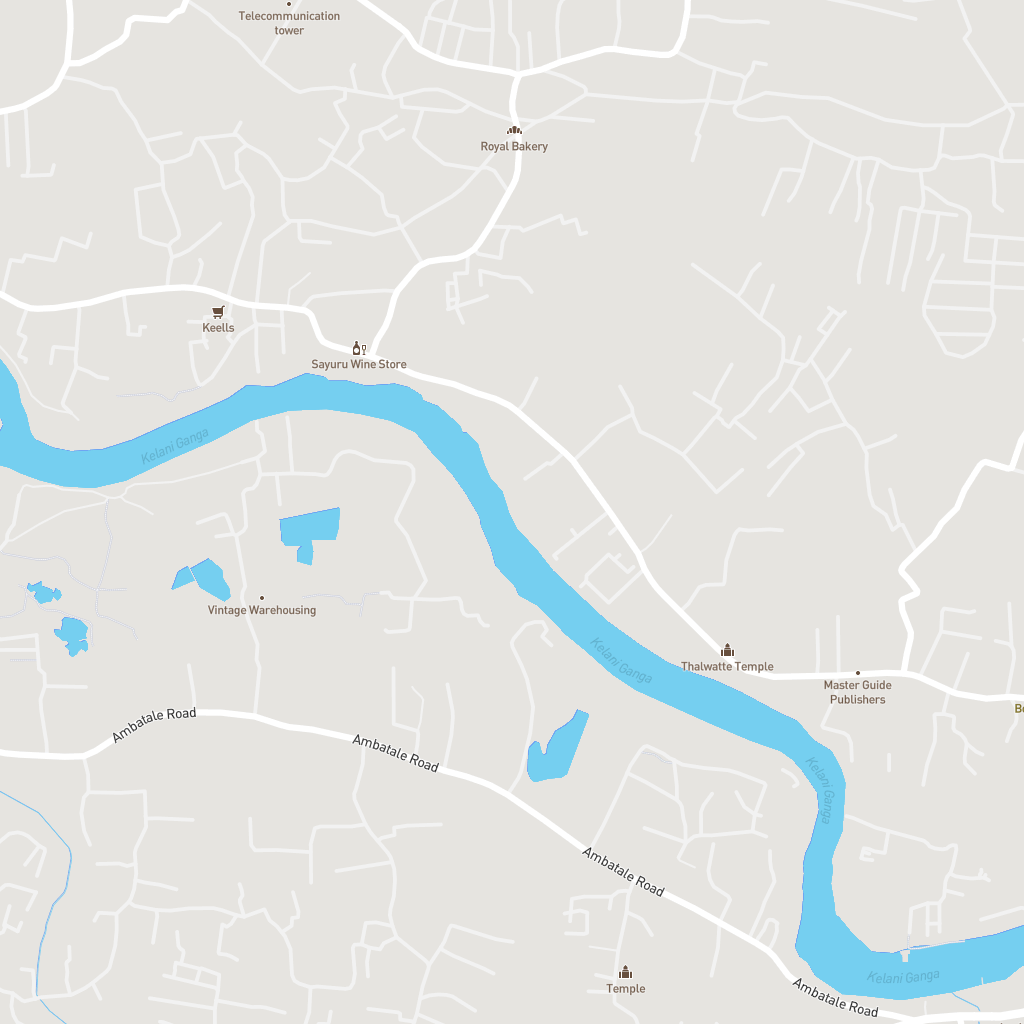 Telecommunication
tower
Royal Bakery
Keells
Sayuru Wine Store
Kelani Ganga
Vintage Warehousing
Kelani Ganga
Thalwatte Temple
Master Guide
Publishers
Ambatale Road
Ambatale Road
Kelani Ganga
Ambatale Road
Temple
Kelani Ganga
Ambatale Road